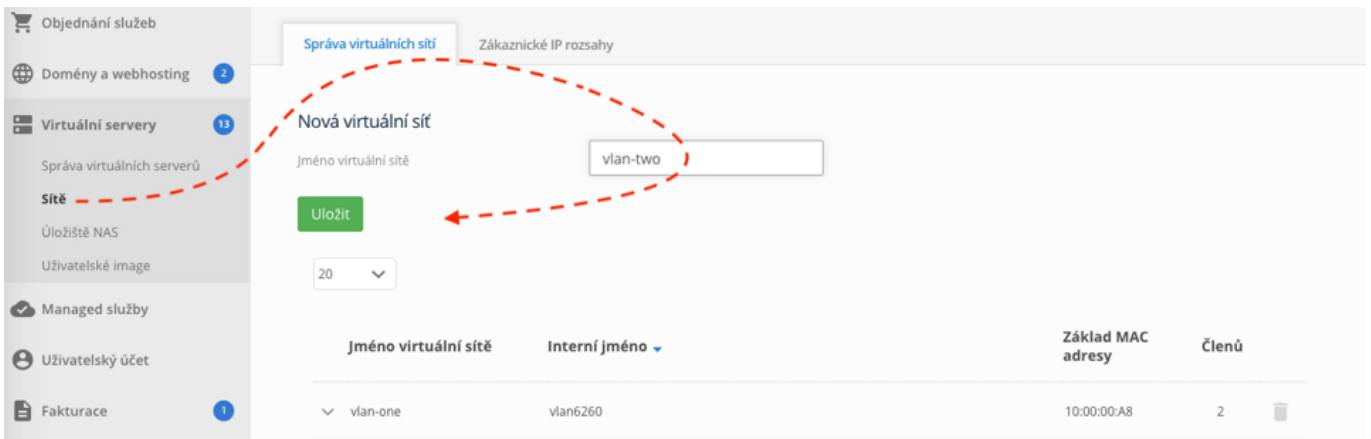 Objednání služeb
Domény a webhosting 2
Virtuální servery 13
Správa virtuálních serverů
Sítě
Úložiště NAS
Uživatelské image
Managed služby
Uživatelský účet
Fakturace 1
Správa virtuálních sítí Zákaznické IP rozsahy
Nová virtuální síť
Jméno virtuální sítě vlan-two
Uložit
20
Jméno virtuální sítě Interní jméno Základ MAC adresy Členů
vlan-one vlan6260 10:00:00:A8 2